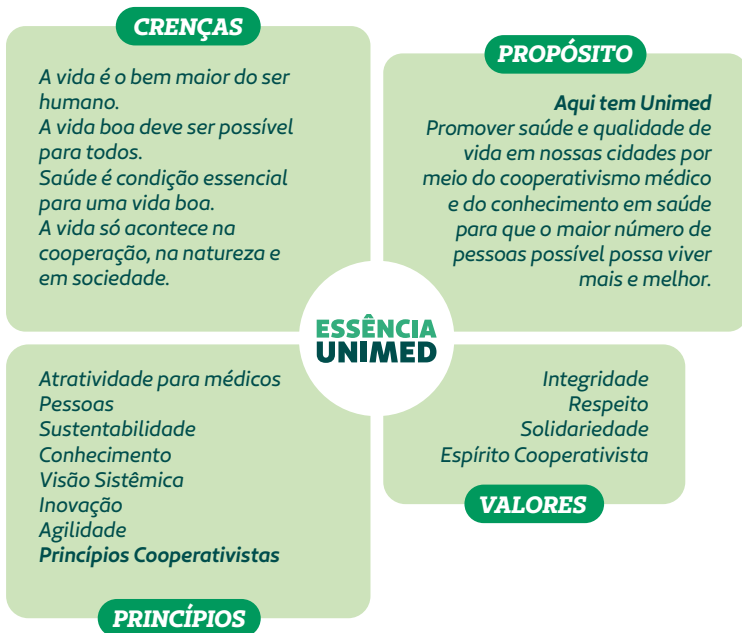 CRENÇAS
A vida é o bem maior do ser
humano.
A vida boa deve ser possível
para todos.
Saúde é condição essencial
para uma vida boa.
A vida só acontece na
cooperação, na natureza e
em sociedade.
PROPÓSITO
Aqui tem Unimed
Promover saúde e qualidade de
vida em nossas cidades por
meio do cooperativismo médico
e do conhecimento em saúde
para que o maior número de
pessoas possível possa viver
mais e melhor.
ESSÊNCIA
UNIMED
Atratividade para médicos
Pessoas
Sustentabilidade
Conhecimento
Visão Sistêmica
Inovação
Agilidade
Princípios Cooperativistas
PRINCÍPIOS
Integridade
Respeito
Solidariedade
Espírito Cooperativista
VALORES